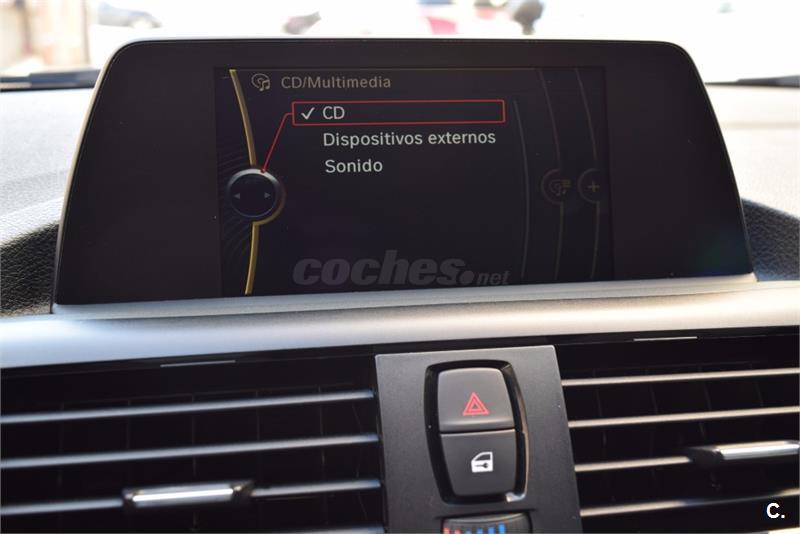 CD/Multimedia
✓ CD
Dispositivos externos
Sonido
coches.net
C.